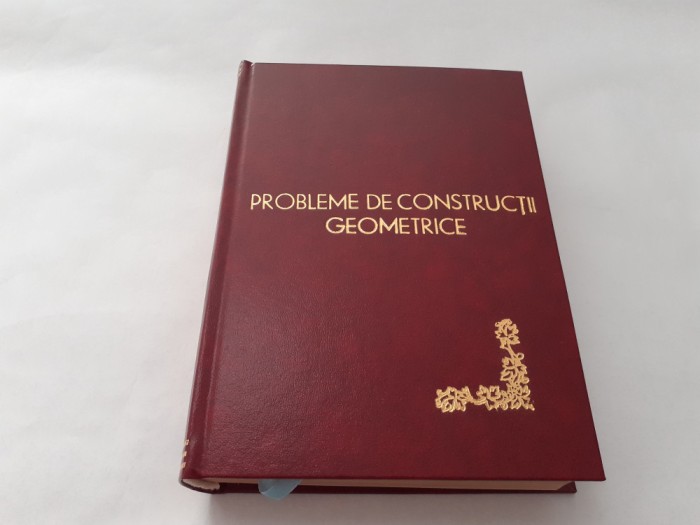 PROBLEME DE CONSTRUCȚII
GEOMETRICE